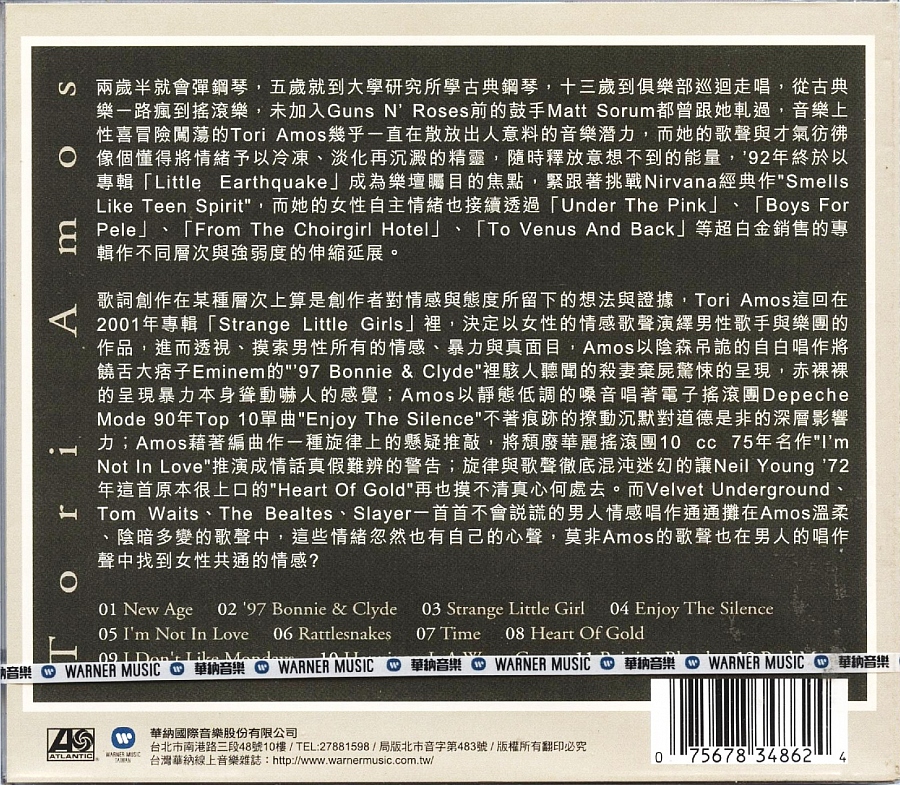 Tori Amos
兩歲半就會彈鋼琴，五歲就到大學研究所學古典鋼琴，十三歲到俱樂部巡迴走唱，從古典
樂一路瘋到搖滾樂，未加入Guns N' Roses前的鼓手Matt Sorum都曾跟她軋過，音樂上
性喜冒險闖蕩的Tori Amos幾乎一直在散放出人意料的音樂潛力，而她的歌聲與才氣彷彿
像個懂得將情緒予以冷凍、淡化再沉澱的精靈，隨時釋放意想不到的能量，'92年終於以
專輯「Little Earthquake」成為樂壇矚目的焦點，緊跟著挑戰Nirvana經典作"Smells
Like Teen Spirit"，而她的女性自主情緒也接續透過「Under The Pink」、「Boys For
Pele」、「From The Choirgirl Hotel」、「To Venus And Back」等超白金銷售的專
輯作不同層次與強弱度的伸縮延展。
歌詞創作在某種層次上算是創作者對情感與態度所留下的想法與證據，Tori Amos這回在
2001年專輯「Strange Little Girls」裡，決定以女性的情感歌聲演繹男性歌手與樂團的
作品，進而透視、摸索男性所有的情感、暴力與真面目，Amos以陰森吊詭的自白唱作將
饒舌大痞子Eminem的"'97 Bonnie & Clyde"裡駭人聽聞的殺妻棄屍驚悚的呈現，赤裸裸
的呈現暴力本身聳動嚇人的感覺；Amos以靜態低調的嗓音唱著電子搖滾團Depeche
Mode 90年Top 10單曲"Enjoy The Silence"不著痕跡的撩動沉默對道德是非的深層影響
力；Amos藉著編曲作一種旋律上的懸疑推敲，將頹廢華麗搖滾團10 cc 75年名作"I'm
Not In Love"推演成情話真假難辨的警告；旋律與歌聲徹底混沌迷幻的讓Neil Young '72
年這首原本很上口的"Heart Of Gold"再也摸不清真心何處去。而Velvet Underground、
Tom Waits、The Bealtes、Slayer一首首不會説謊的男人情感唱作通通攤在Amos溫柔
、陰暗多變的歌聲中，這些情緒忽然也有自己的心聲，莫非Amos的歌聲也在男人的唱作
聲中找到女性共通的情感?
01 New Age 02 '97 Bonnie & Clyde 03 Strange Little Girl 04 Enjoy The Silence
05 I'm Not In Love 06 Rattlesnakes 07 Time 08 Heart Of Gold
09 I Don't Like Mondays
華納音樂 WARNER MUSIC 華納音樂 WARNER MUSIC 華納音樂 WARNER MUSIC 華納音樂 WARNER MUSIC 華納音樂
ATLANTIC
WARNER MUSIC TAIWAN
華納國際音樂股份有限公司
台北市南港路三段48號10樓 / TEL:27881598 / 局版北市音字第483號 / 版權所有翻印必究
台灣華納線上音樂雜誌：http://www.warnermusic.com.tw/
0 75678 34862 4